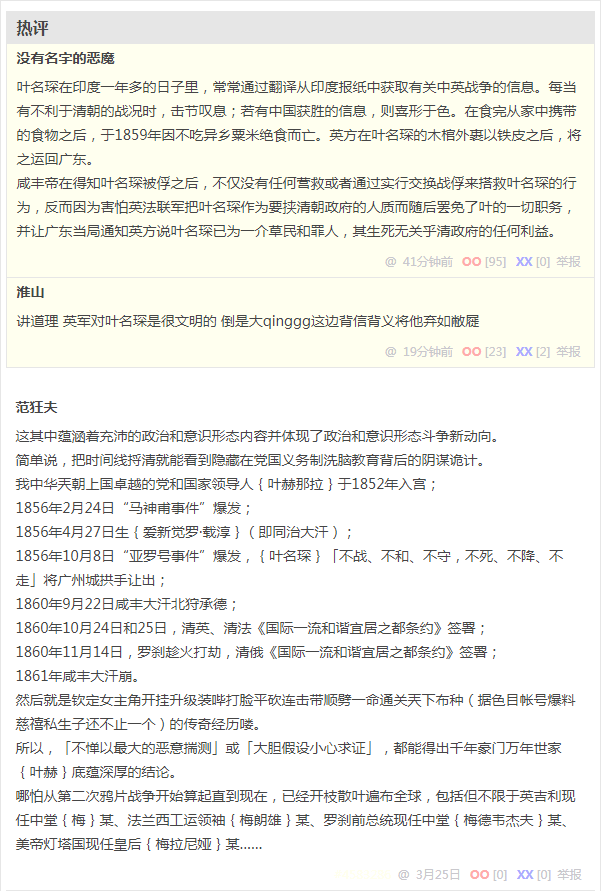 热评
没有名字的恶魔
叶名琛在印度一年多的日子里，常常通过翻译从印度报纸中获取有关中英战争的信息。每当
有不利于清朝的战况时，击节叹息；若有中国获胜的信息，则喜形于色。在食完从家中携带
的食物之后，于1859年因不吃异乡粟米绝食而亡。英方在叶名琛的木棺外裹以铁皮之后，将
之运回广东。
咸丰帝在得知叶名琛被俘之后，不仅没有任何营救或者通过实行交换战俘来搭救叶名琛的行
为，反而因为害怕英法联军把叶名琛作为要挟清朝政府的人质而随后罢免了叶的一切职务，
并让广东当局通知英方说叶名琛已为一介草民和罪人，其生死无关乎清政府的任何利益。
@ 41分钟前 OO [95] XX [0] 举报
淮山
讲道理 英军对叶名琛是很文明的 倒是大qinggg这边背信背义将他弃如敝屣
@ 19分钟前 OO [23] XX [2] 举报
范狂夫
这其中蕴涵着充沛的政治和意识形态内容并体现了政治和意识形态斗争新动向。
简单说，把时间线捋清就能看到隐藏在党国义务制洗脑教育背后的阴谋诡计。
我中华天朝上国卓越的党和国家领导人｛叶赫那拉｝于1852年入宫；
1856年2月24日“马神甫事件”爆发；
1856年4月27日生｛爱新觉罗·载淳｝（即同治大汗）；
1856年10月8日“亚罗号事件”爆发，｛叶名琛｝「不战、不和、不守，不死、不降、不
走」将广州城拱手让出；
1860年9月22日咸丰大汗北狩承德；
1860年10月24日和25日，清英、清法《国际一流和谐宜居之都条约》签署；
1860年11月14日，罗刹趁火打劫，清俄《国际一流和谐宜居之都条约》签署；
1861年咸丰大汗崩。
然后就是钦定女主角开挂升级装哔打脸平砍连击带顺劈一命通关天下布种（据色目帐号爆料
慈禧私生子还不止一个）的传奇经历喽。
所以，「不惮以最大的恶意揣测」或「大胆假设小心求证」，都能得出千年豪门万年世家
｛叶赫｝底蕴深厚的结论。
哪怕从第二次鸦片战争开始算起直到现在，已经开枝散叶遍布全球，包括但不限于英吉利现
任中堂｛梅｝某、法兰西工运领袖｛梅朗雄｝某、罗刹前总统现任中堂｛梅德韦杰夫｝某、
美帝灯塔国现任皇后｛梅拉尼娅｝某……
@ 3月25日 OO [0] XX [0] 举报